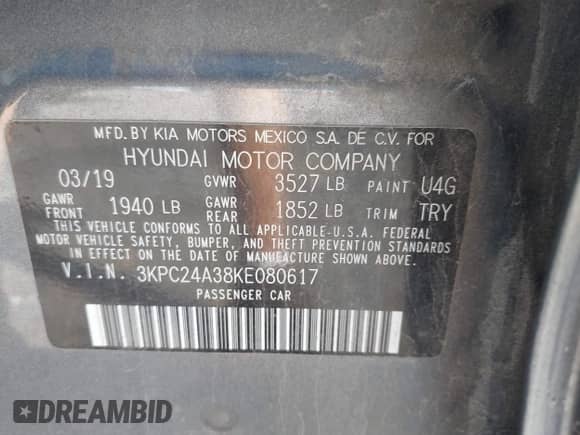 MFD. BY KIA MOTORS MEXICO S.A. DE C.V. FOR
HYUNDAI MOTOR COMPANY
03/19 GVWR 3527 LB PAINT U4G
GAWR FRONT 1940 LB GAWR REAR 1852 LB TRIM TRY
THIS VEHICLE CONFORMS TO ALL APPLICABLE-U.S.A. FEDERAL
MOTOR VEHICLE SAFETY, BUMPER, AND THEFT PREVENTION STANDARDS
IN EFFECT ON THE DATE OF MANUFACTURE SHOWN ABOVE.
V.I.N. 3KPC24A38KE080617
PASSENGER CAR
DREAMBID